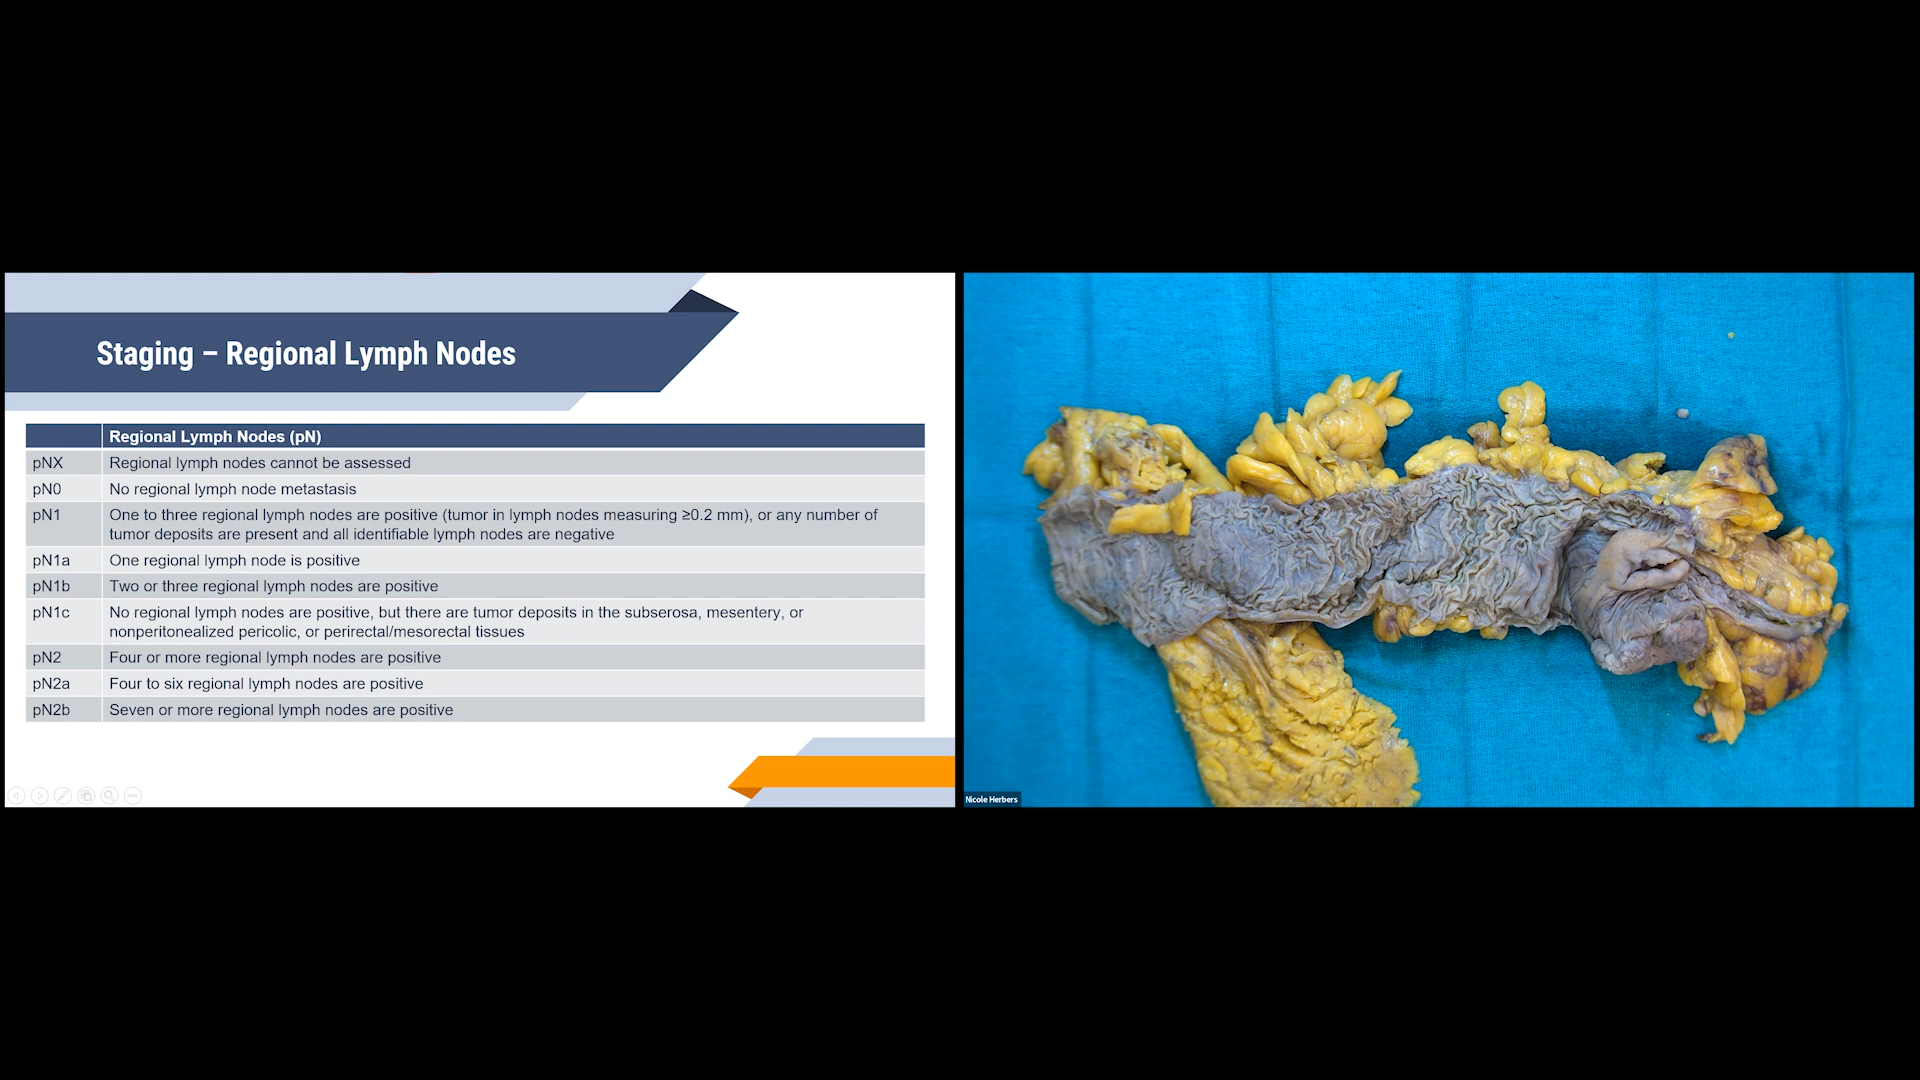 Staging – Regional Lymph Nodes
Regional Lymph Nodes (pN)
pNX Regional lymph nodes cannot be assessed
pN0 No regional lymph node metastasis
pN1 One to three regional lymph nodes are positive (tumor in lymph nodes measuring ≥0.2 mm), or any number of
tumor deposits are present and all identifiable lymph nodes are negative
pN1a One regional lymph node is positive
pN1b Two or three regional lymph nodes are positive
pN1c No regional lymph nodes are positive, but there are tumor deposits in the subserosa, mesentery, or
nonperitonealized pericolic, or perirectal/mesorectal tissues
pN2 Four or more regional lymph nodes are positive
pN2a Four to six regional lymph nodes are positive
pN2b Seven or more regional lymph nodes are positive
Nicole Herbers